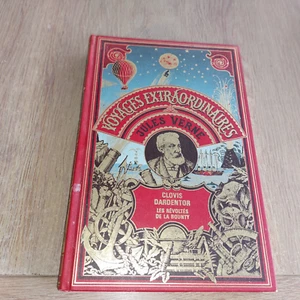 VOYAGES EXTRAORDINAIRES
JULES VERNE
CLOVIS
DARDENTOR
LES RÉVOLTÉS
DE LA BOUNTY